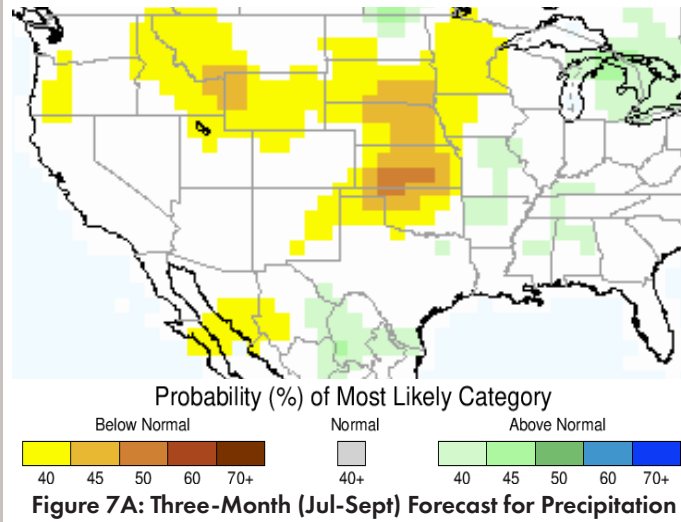 Probability (%) of Most Likely Category
Below Normal Normal Above Normal
40 45 50 60 70+ 40+ 40 45 50 60 70+
Figure 7A: Three-Month (Jul-Sept) Forecast for Precipitation